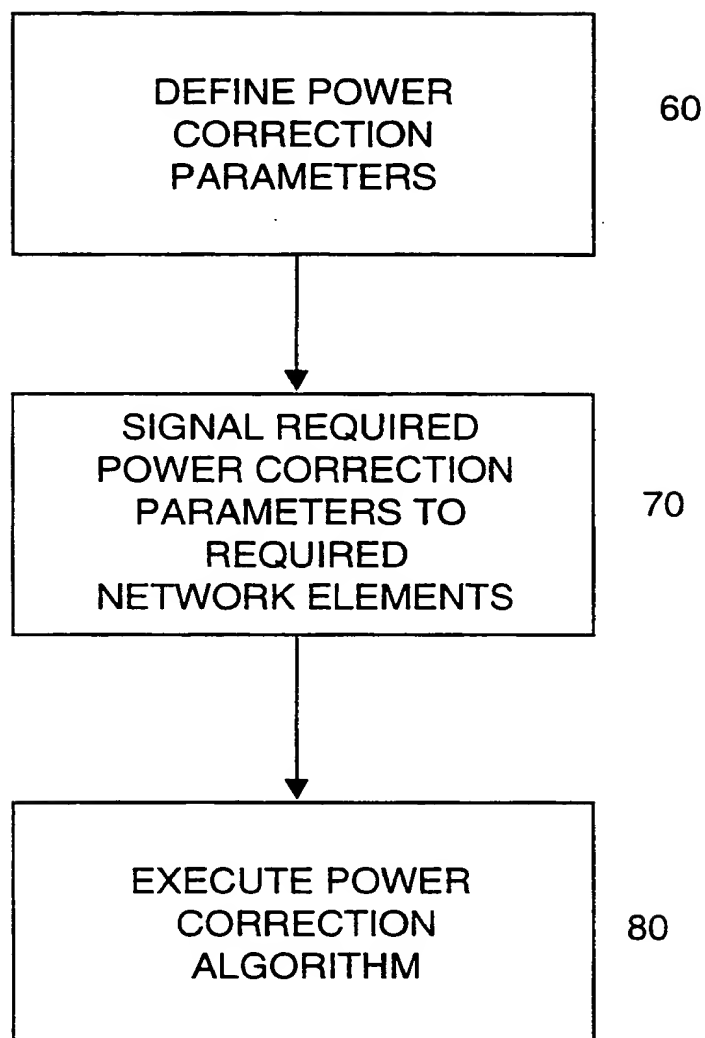 DEFINE POWER
CORRECTION
PARAMETERS
60
SIGNAL REQUIRED
POWER CORRECTION
PARAMETERS TO
REQUIRED
NETWORK ELEMENTS
70
EXECUTE POWER
CORRECTION
ALGORITHM
80